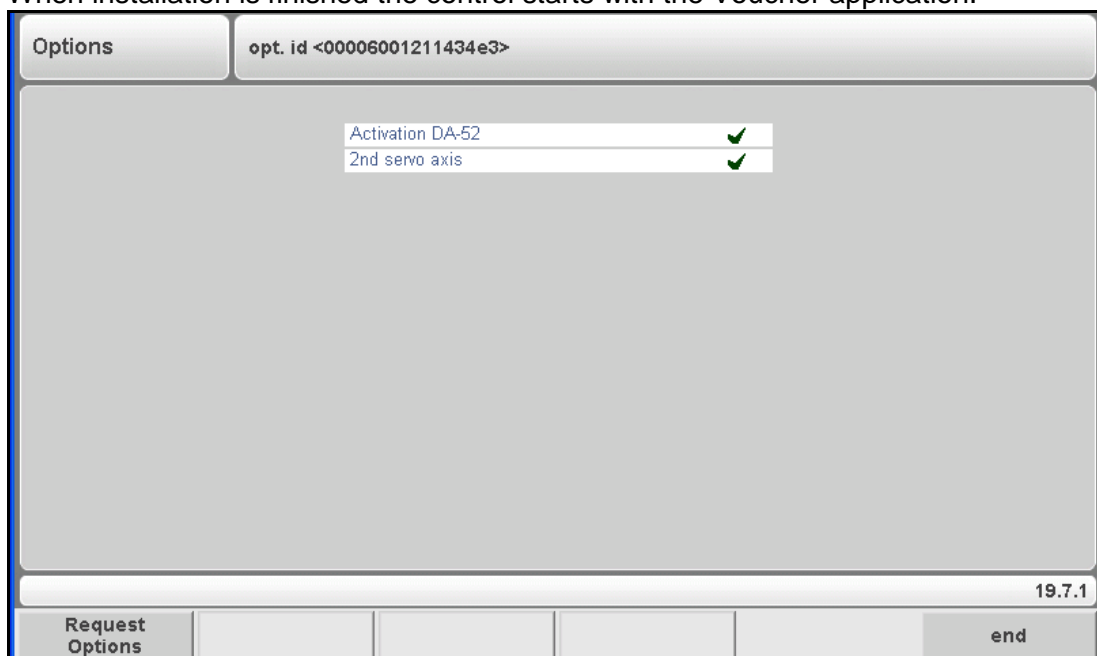 When installation is finished the control starts with the Voucher application.
Options
opt. id <00006001211434e3>
Activation DA-52
2nd servo axis
19.7.1
Request
Options
end